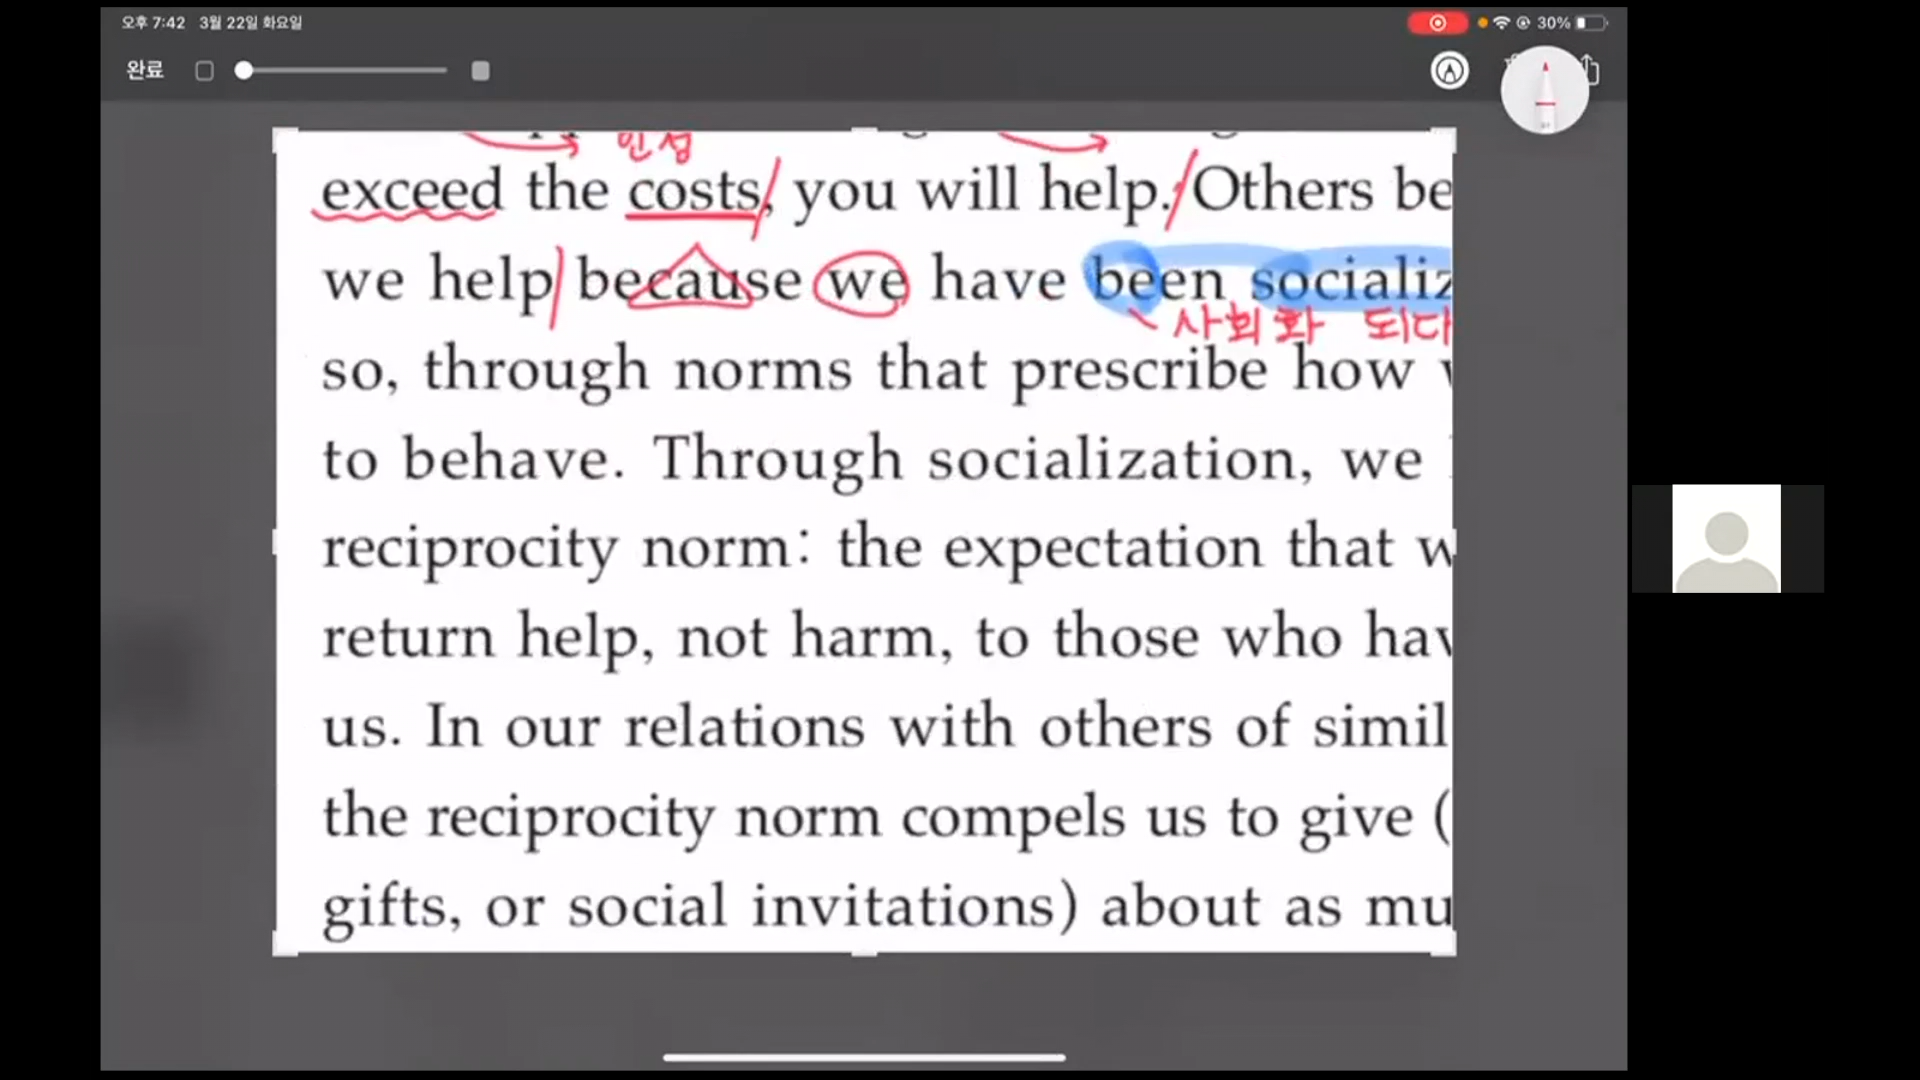 오후 7:42 3월 22일 화요일
30%
완료
exceed the costs, you will help. Others be
we help because we have been socializ
사회화 되다
so, through norms that prescribe how
to behave. Through socialization, we
reciprocity norm: the expectation that w
return help, not harm, to those who hav
us. In our relations with others of simil
the reciprocity norm compels us to give (
gifts, or social invitations) about as mu